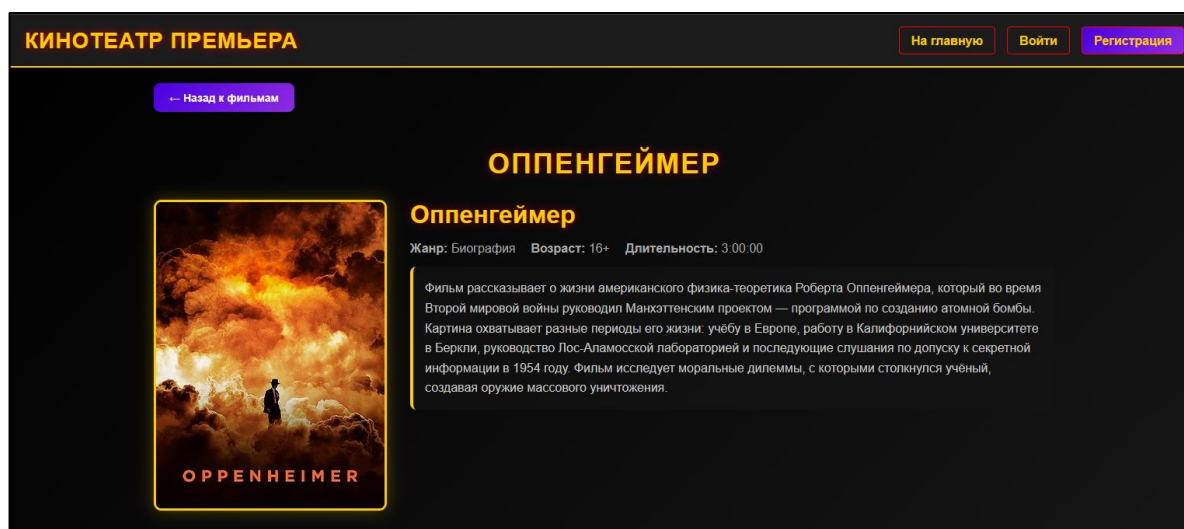 КИНОТЕАТР ПРЕМЬЕРА
На главную
Войти
Регистрация
← Назад к фильмам
ОППЕНГЕЙМЕР
Оппенгеймер
Жанр: Биография Возраст: 16+ Длительность: 3:00:00
Фильм рассказывает о жизни американского физика-теоретика Роберта Оппенгеймера, который во время
Второй мировой войны руководил Манхэттенским проектом — программой по созданию атомной бомбы.
Картина охватывает разные периоды его жизни: учёбу в Европе, работу в Калифорнийском университете
в Беркли, руководство Лос-Аламосской лабораторией и последующие слушания по допуску к секретной
информации в 1954 году. Фильм исследует моральные дилеммы, с которыми столкнулся учёный,
создавая оружие массового уничтожения.
OPPENHEIMER